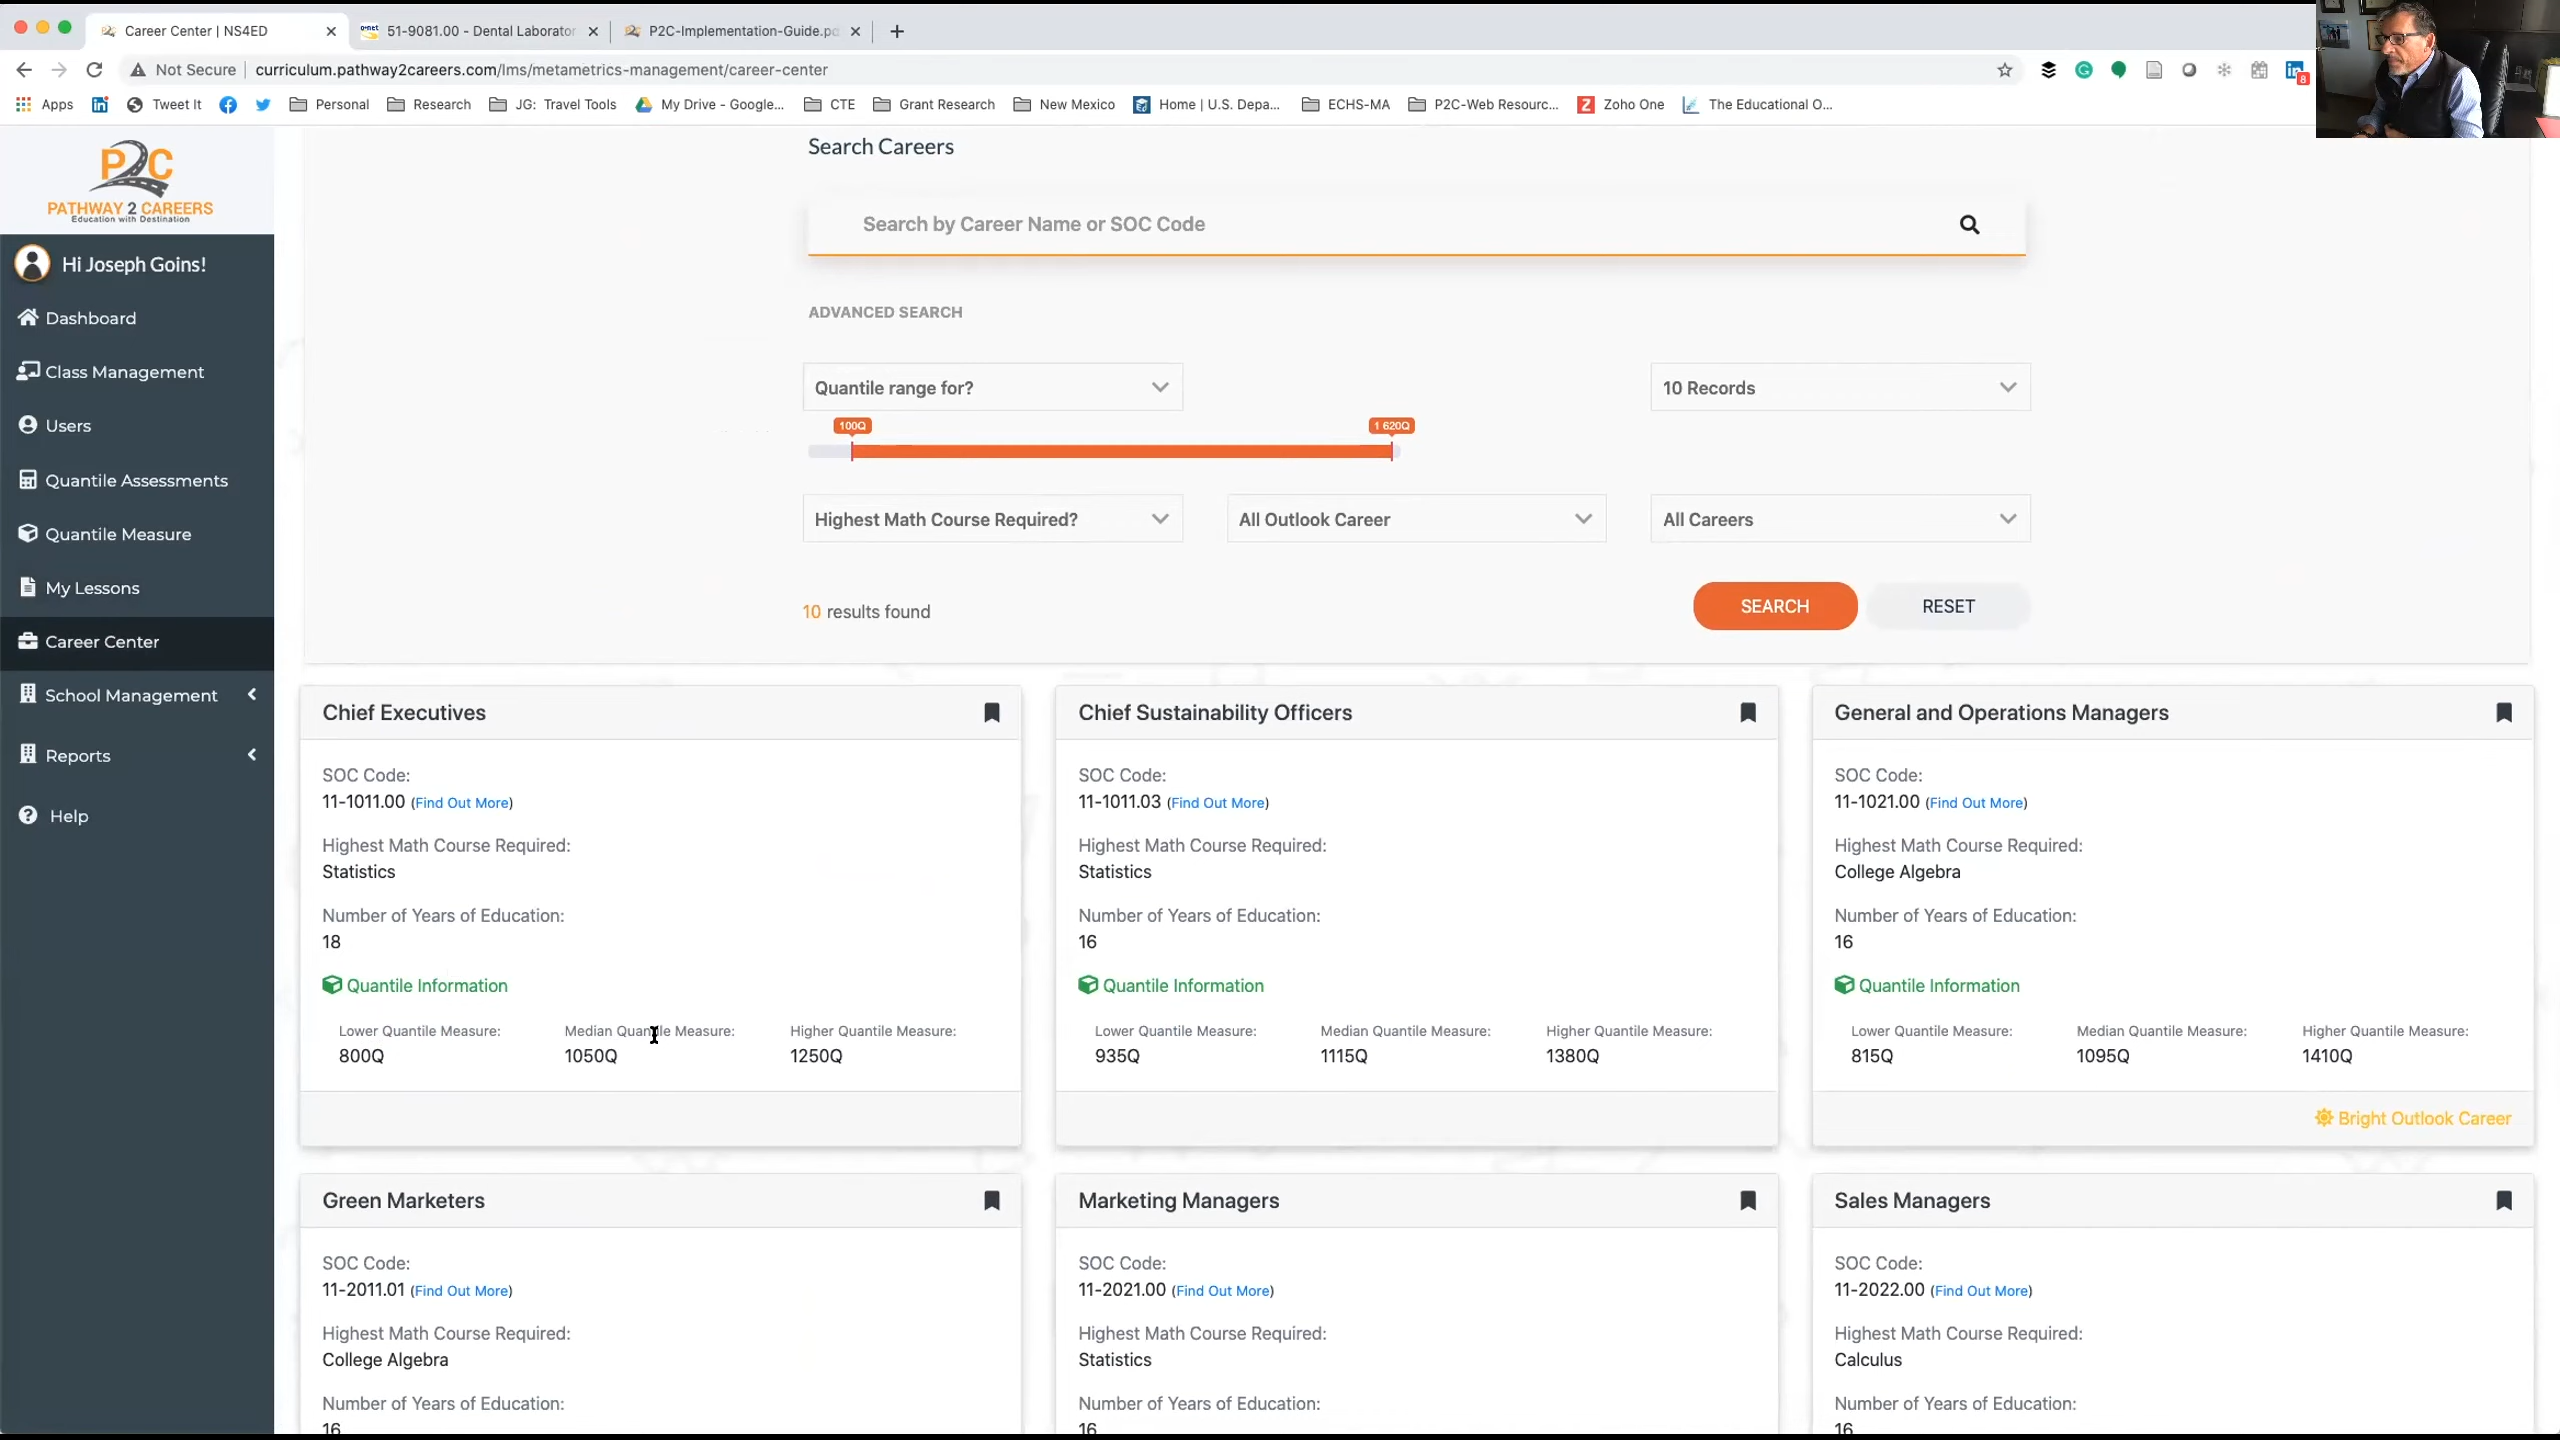 Career Center | NS4ED
51-9081.00 - Dental Laborator
P2C-Implementation-Guide.pd
Not Secure
curriculum.pathway2careers.com/lms/metametrics-management/career-center
8
Apps
Tweet It
Personal
Research
JG: Travel Tools
My Drive - Google...
CTE
Grant Research
New Mexico
Home | U.S. Depa...
ECHS-MA
P2C-Web Resourc...
Zoho One
The Educational O...
P2C
PATHWAY 2 CAREERS
Education with Destination
Hi Joseph Goins!
Dashboard
Class Management
Users
Quantile Assessments
Quantile Measure
My Lessons
Career Center
School Management
Reports
Help
Search Careers
Search by Career Name or SOC Code
ADVANCED SEARCH
Quantile range for?
10 Records
100Q
1 620Q
Highest Math Course Required?
All Outlook Career
All Careers
10 results found
SEARCH
RESET
Chief Executives
SOC Code:
11-1011.00 (Find Out More)
Highest Math Course Required:
Statistics
Number of Years of Education:
18
Quantile Information
Lower Quantile Measure:
800Q
Median Quantile Measure:
1050Q
Higher Quantile Measure:
1250Q
Chief Sustainability Officers
SOC Code:
11-1011.03 (Find Out More)
Highest Math Course Required:
Statistics
Number of Years of Education:
16
Quantile Information
Lower Quantile Measure:
935Q
Median Quantile Measure:
1115Q
Higher Quantile Measure:
1380Q
General and Operations Managers
SOC Code:
11-1021.00 (Find Out More)
Highest Math Course Required:
College Algebra
Number of Years of Education:
16
Quantile Information
Lower Quantile Measure:
815Q
Median Quantile Measure:
1095Q
Higher Quantile Measure:
1410Q
Bright Outlook Career
Green Marketers
SOC Code:
11-2011.01 (Find Out More)
Highest Math Course Required:
College Algebra
Number of Years of Education:
16
Marketing Managers
SOC Code:
11-2021.00 (Find Out More)
Highest Math Course Required:
Statistics
Number of Years of Education:
16
Sales Managers
SOC Code:
11-2022.00 (Find Out More)
Highest Math Course Required:
Calculus
Number of Years of Education:
16